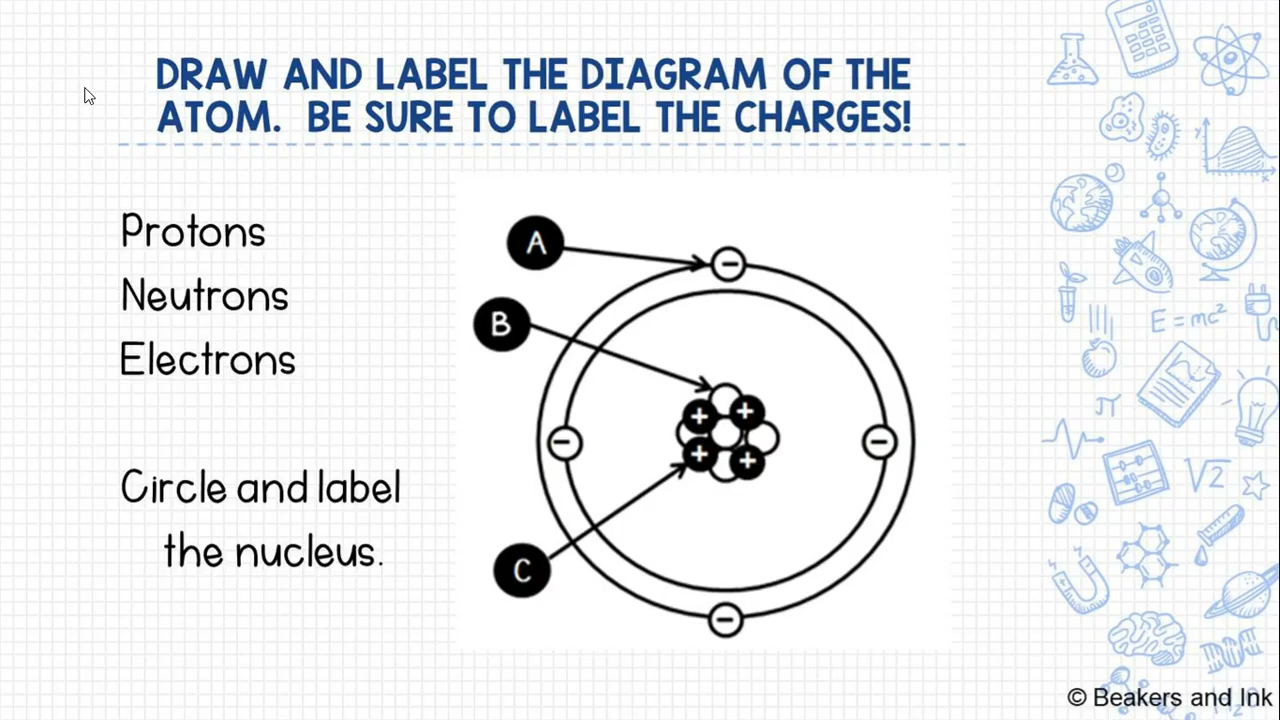 DRAW AND LABEL THE DIAGRAM OF THE
ATOM. BE SURE TO LABEL THE CHARGES!
Protons
Neutrons
Electrons
Circle and label
the nucleus.
A
B
C
−
−
−
−
+
+
+
+
E=mc²
π
√2
y
x
© Beakers and Ink